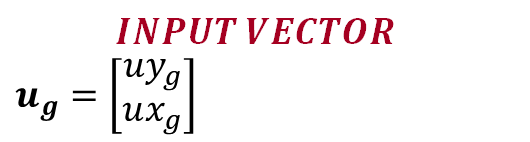 INPUT VECTOR
u_g = [uy_g
ux_g]